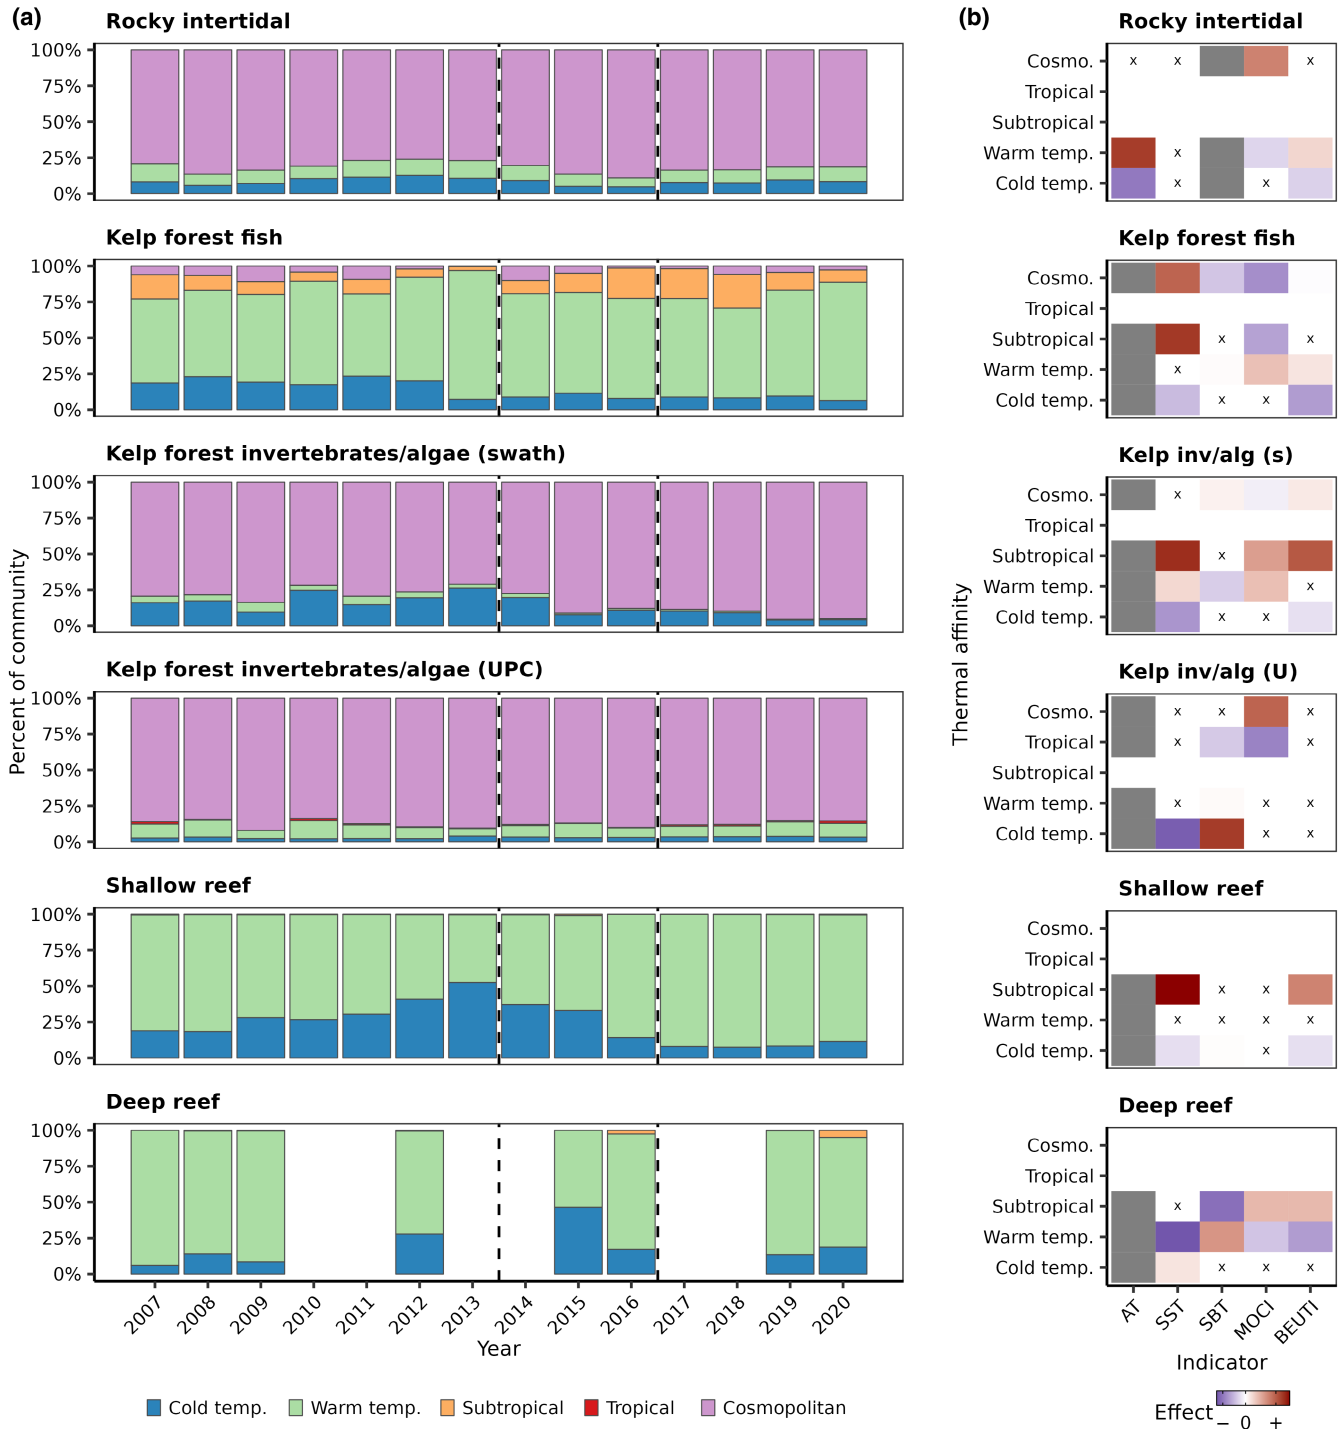 (a)
Rocky intertidal
100%
75%
50%
25%
0%
Kelp forest fish
100%
75%
50%
25%
0%
Kelp forest invertebrates/algae (swath)
100%
75%
50%
25%
0%
Kelp forest invertebrates/algae (UPC)
100%
75%
50%
25%
0%
Shallow reef
100%
75%
50%
25%
0%
Deep reef
100%
75%
50%
25%
0%
Percent of community
2007
2008
2009
2010
2011
2012
2013
2014
2015
2016
2017
2018
2019
2020
Year
Cold temp.
Warm temp.
Subtropical
Tropical
Cosmopolitan
(b)
Rocky intertidal
Cosmo. x x x
Tropical
Subtropical
Warm temp. x
Cold temp. x x
Kelp forest fish
Cosmo.
Tropical
Subtropical x x
Warm temp. x
Cold temp. x x
Kelp inv/alg (s)
Cosmo. x
Tropical
Subtropical x
Warm temp. x
Cold temp. x x
Kelp inv/alg (U)
Cosmo. x x x
Tropical x x
Subtropical
Warm temp. x x x
Cold temp. x x
Shallow reef
Cosmo.
Tropical
Subtropical x x
Warm temp. x x x x
Cold temp. x
Deep reef
Cosmo.
Tropical
Subtropical x
Warm temp.
Cold temp. x x x
Thermal affinity
AT
SST
SBT
MOCI
BEUTI
Indicator
Effect
− 0 +